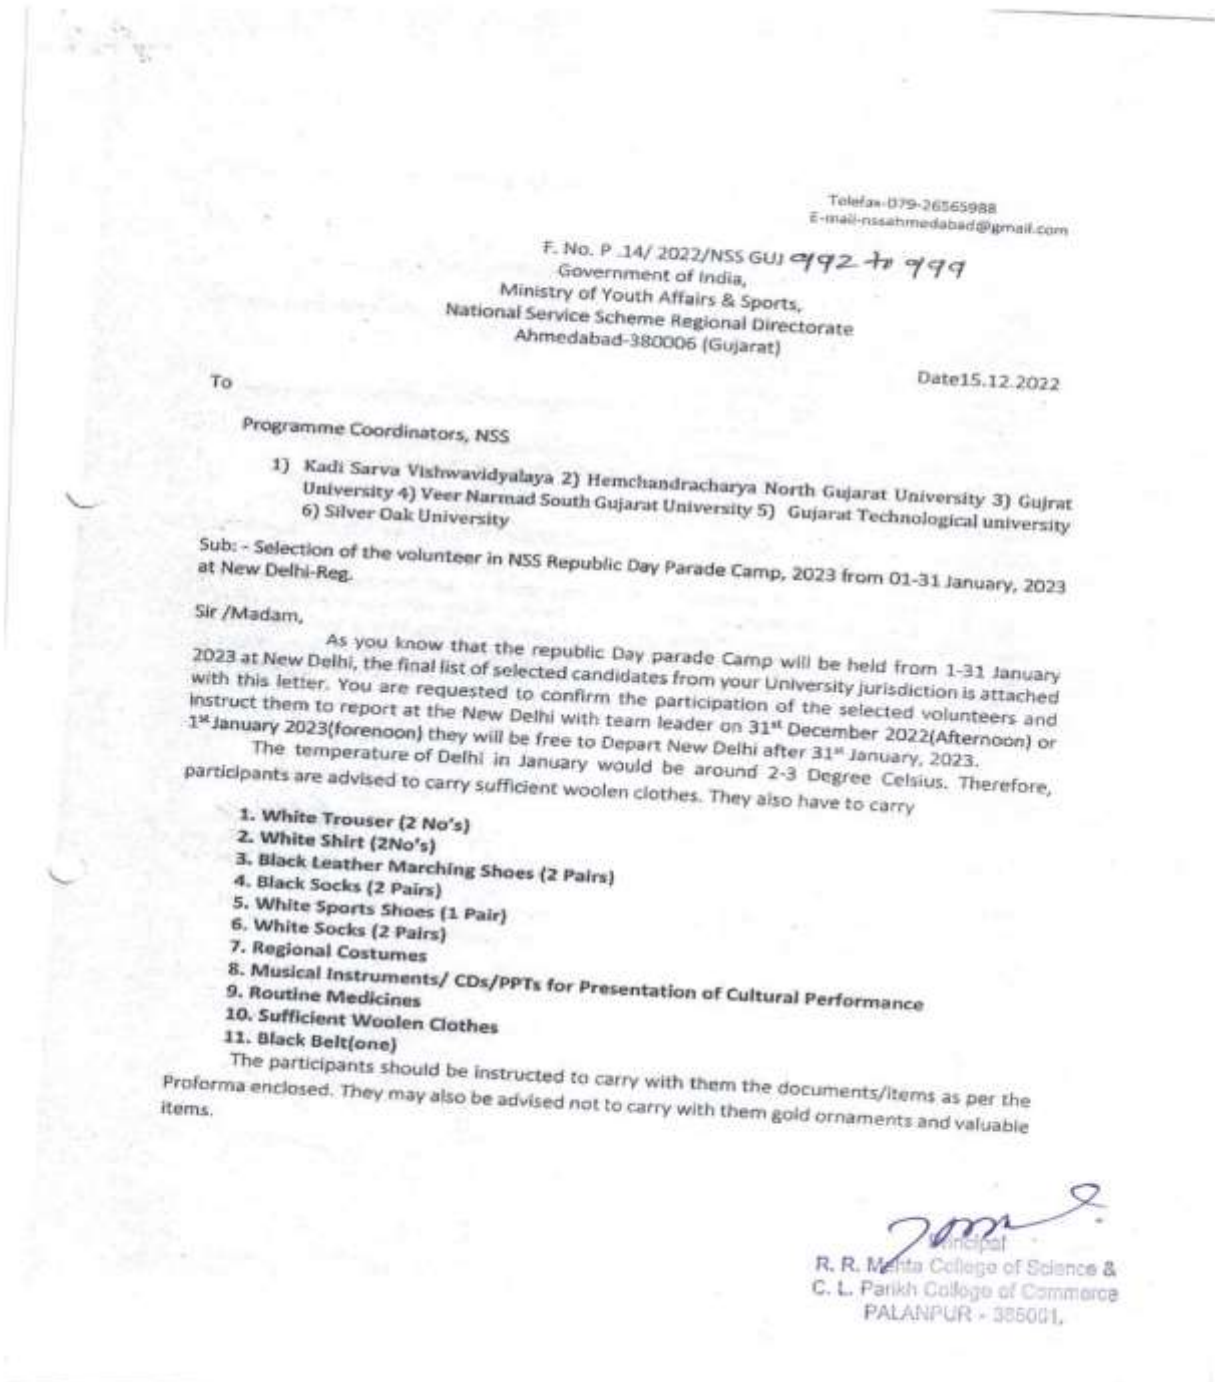 Telefax-079-26565988
E-mail-nssahmedabad@gmail.com
F. No. P .14/ 2022/NSS GUJ
Government of India,
Ministry of Youth Affairs & Sports,
National Service Scheme Regional Directorate
Ahmedabad-380006 (Gujarat)
Date15.12.2022
To
Programme Coordinators, NSS
1) Kadi Sarva Vishwavidyalaya 2) Hemchandracharya North Gujarat University 3) Gujrat
University 4) Veer Narmad South Gujarat University 5) Gujarat Technological university
6) Silver Oak University
Sub: - Selection of the volunteer in NSS Republic Day Parade Camp, 2023 from 01-31 January, 2023
at New Delhi-Reg.
Sir /Madam,
As you know that the republic Day parade Camp will be held from 1-31 January
2023 at New Delhi, the final list of selected candidates from your University jurisdiction is attached
with this letter. You are requested to confirm the participation of the selected volunteers and
instruct them to report at the New Delhi with team leader on 31st December 2022(Afternoon) or
1st January 2023(forenoon) they will be free to Depart New Delhi after 31st January, 2023.
The temperature of Delhi in January would be around 2-3 Degree Celsius. Therefore,
participants are advised to carry sufficient woolen clothes. They also have to carry
1. White Trouser (2 No's)
2. White Shirt (2No's)
3. Black Leather Marching Shoes (2 Pairs)
4. Black Socks (2 Pairs)
5. White Sports Shoes (1 Pair)
6. White Socks (2 Pairs)
7. Regional Costumes
8. Musical Instruments/ CDs/PPTs for Presentation of Cultural Performance
9. Routine Medicines
10. Sufficient Woolen Clothes
11. Black Belt(one)
The participants should be instructed to carry with them the documents/items as per the
Proforma enclosed. They may also be advised not to carry with them gold ornaments and valuable
items.
Principal
R. R. Mehta College of Science &
C. L. Parikh College of Commerce
PALANPUR - 385001.